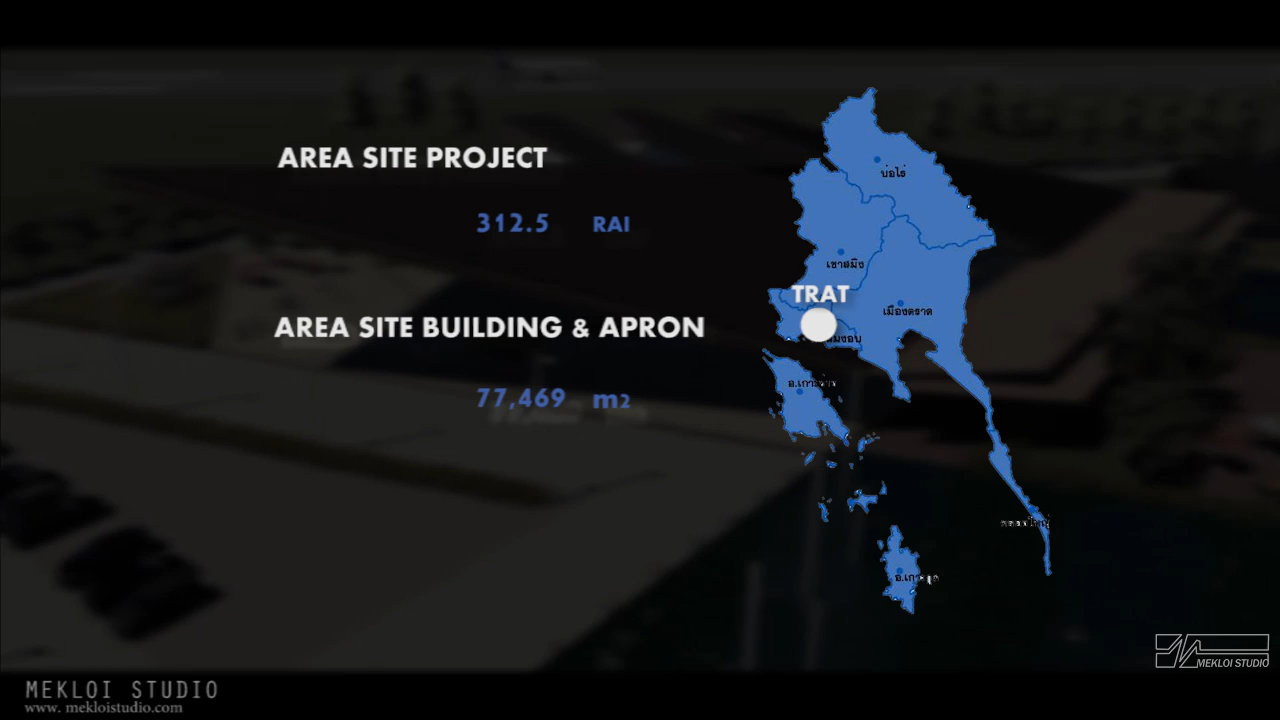 AREA SITE PROJECT
312.5 RAI
AREA SITE BUILDING & APRON
77,469 m2
บ่อไร่
เขาสมิง
TRAT
เมืองตราด
MEKLOI STUDIO
MEKLOI STUDIO
www. mekloistudio.com